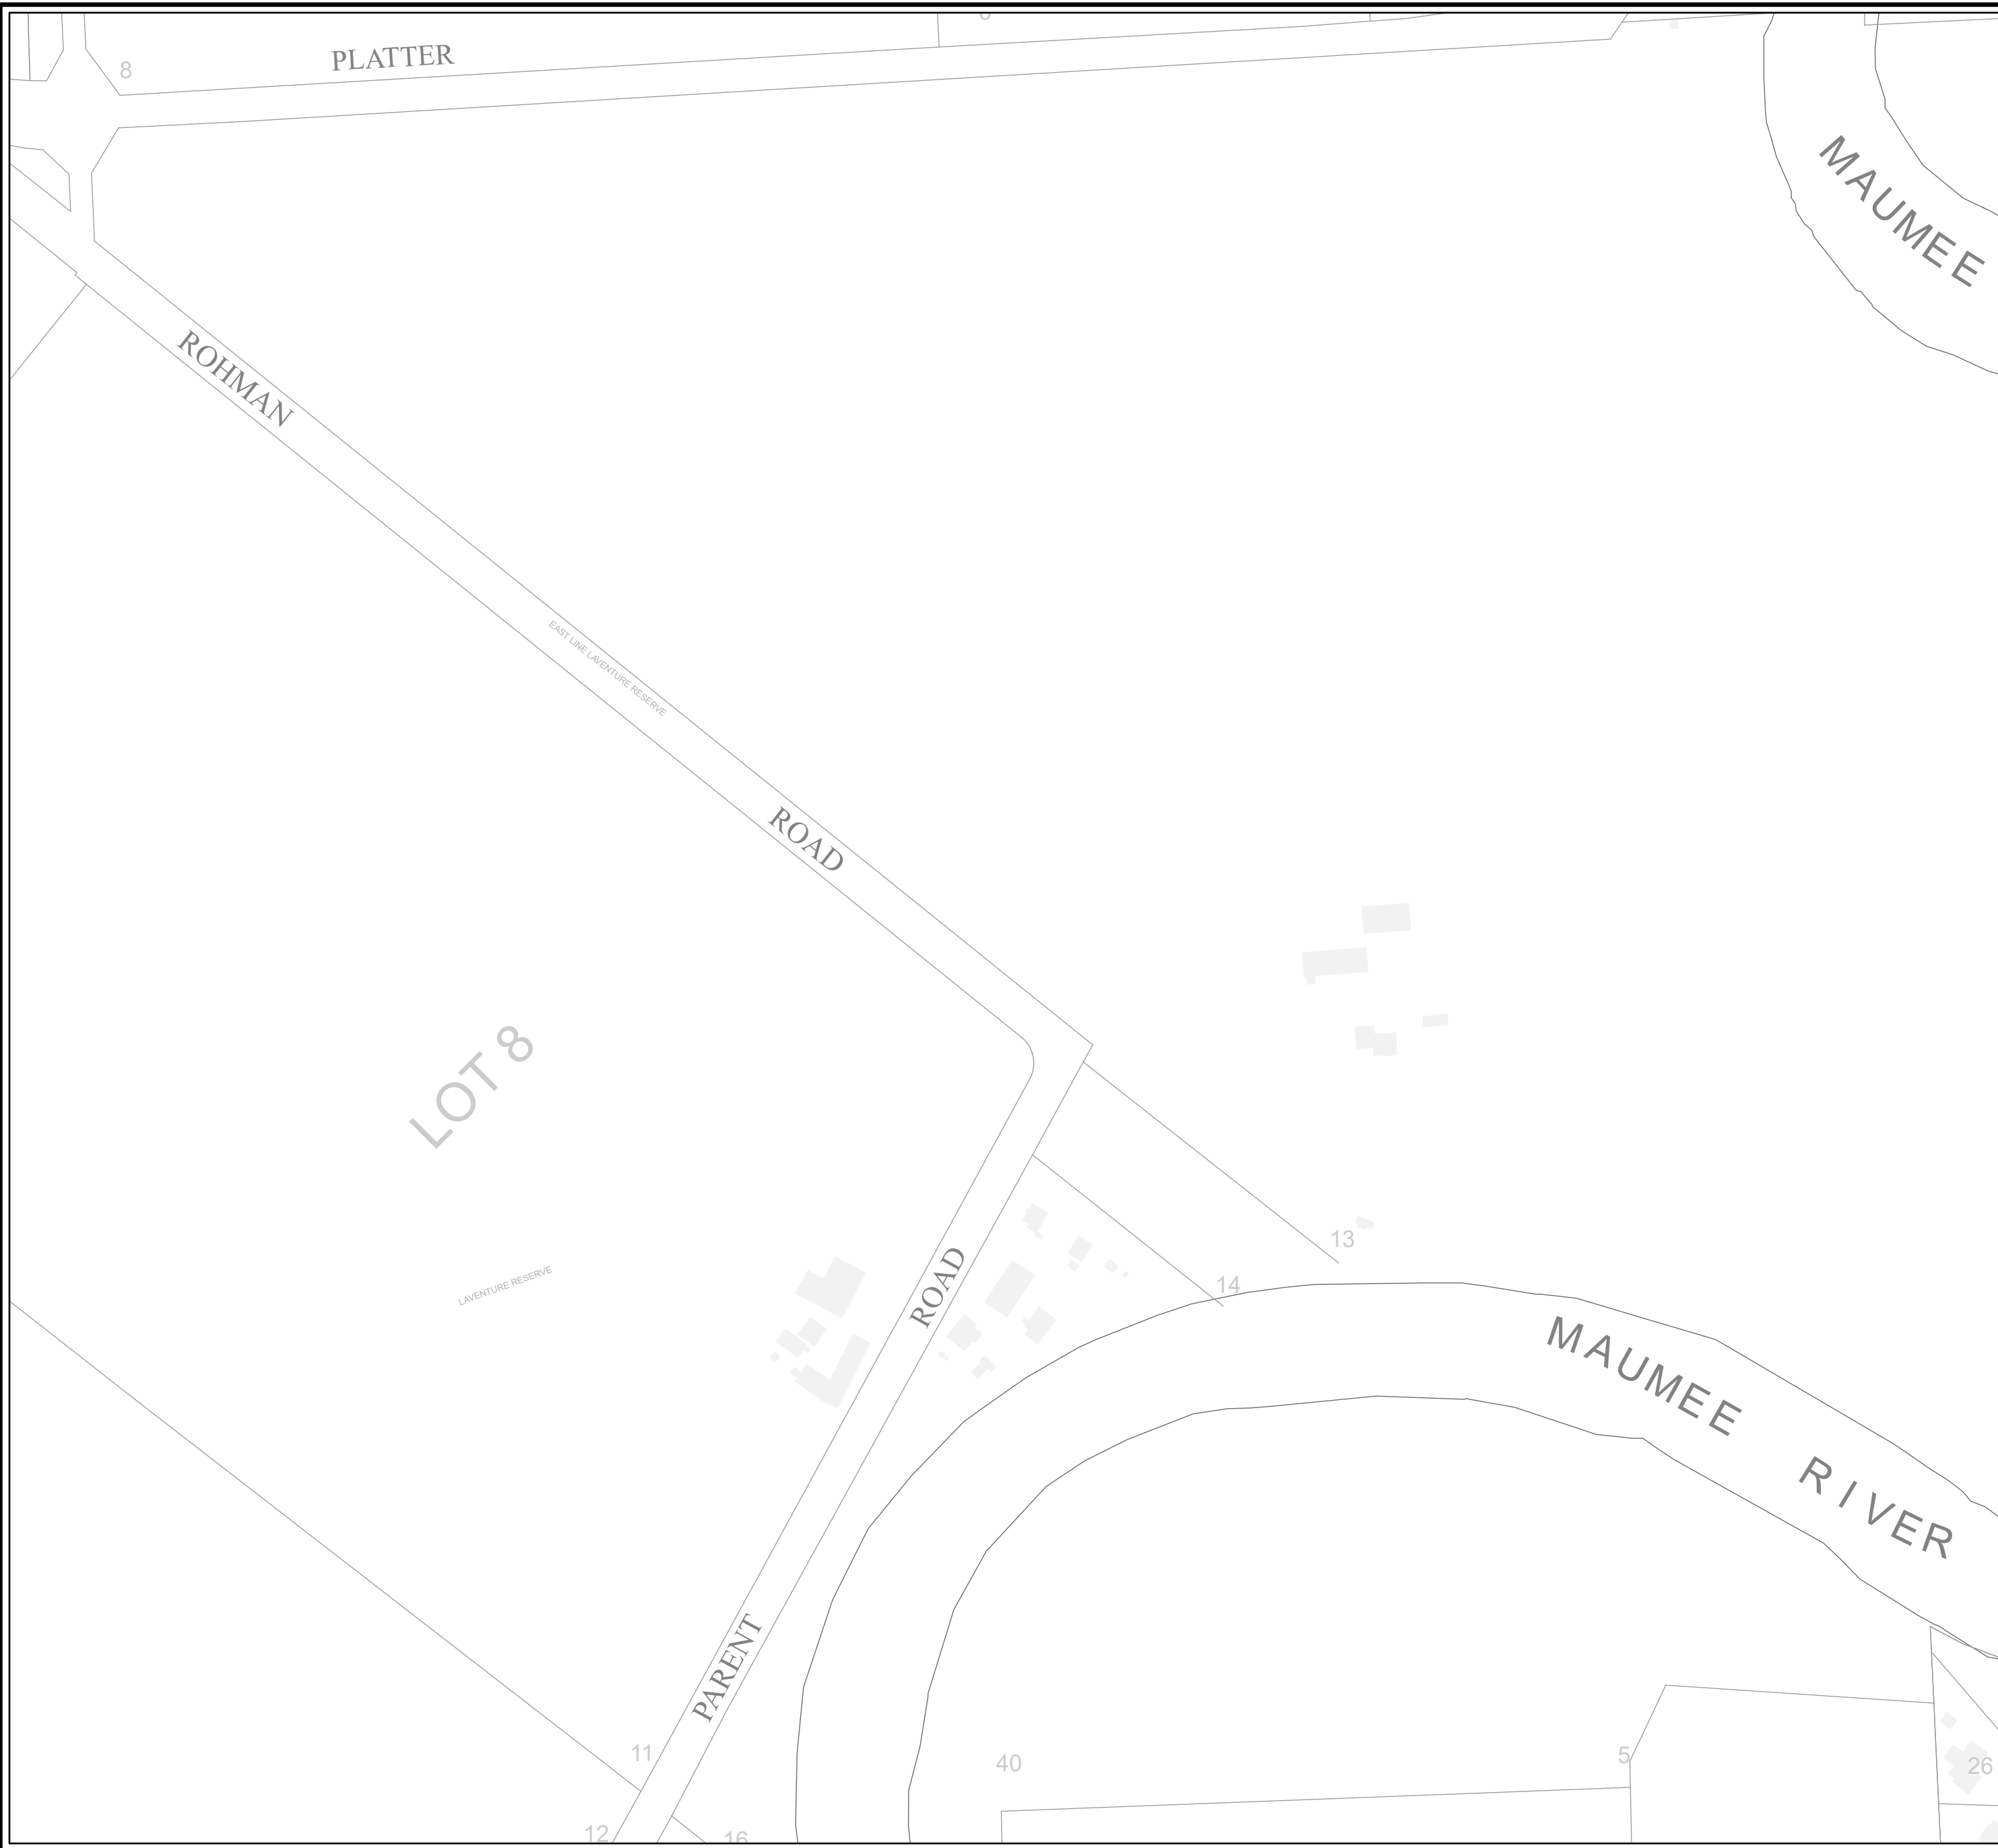 8
PLATTER
MAUMEE
ROHMAN
EAST LINE LAVENTURE RESERVE
ROAD
LOT 8
13
LAVENTURE RESERVE
ROAD
14
MAUMEE RIVER
PARENT
11
40
5
26
12
16